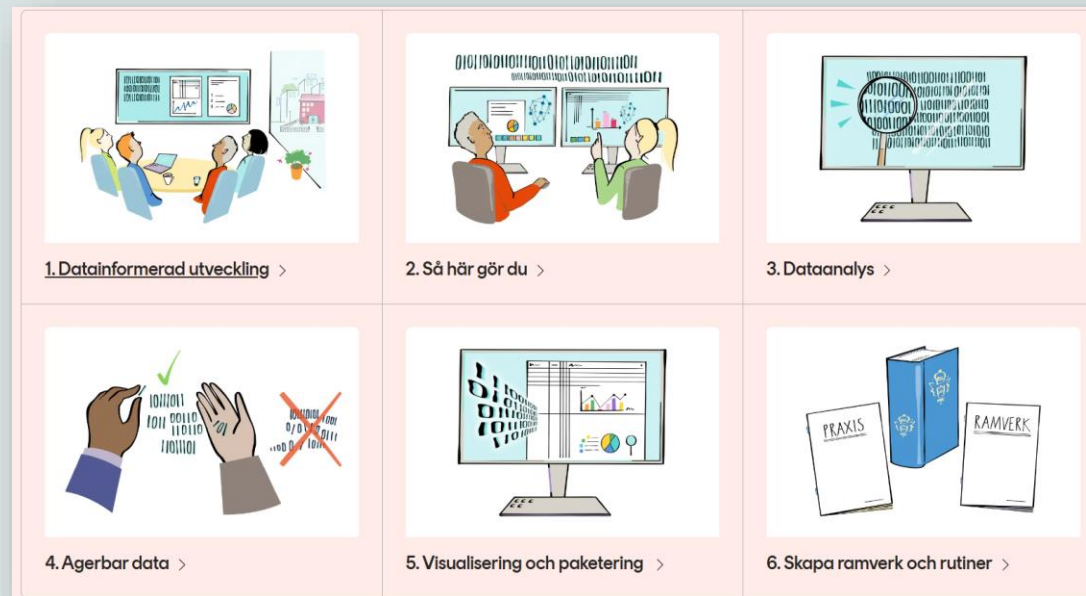 1. Datainformerad utveckling >
2. Så här gör du >
3. Dataanalys >
PRAXIS
RAMVERK
4. Agerbar data >
5. Visualisering och paketering >
6. Skapa ramverk och rutiner >